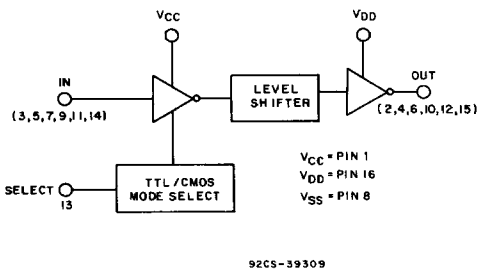 VCC
VDD
IN
(3,5,7,9,11,14)
LEVEL
SHIFTER
OUT
(2,4,6,10,12,15)
SELECT
13
TTL/CMOS
MODE SELECT
VCC = PIN 1
VDD = PIN 16
VSS = PIN 8
92CS-39309